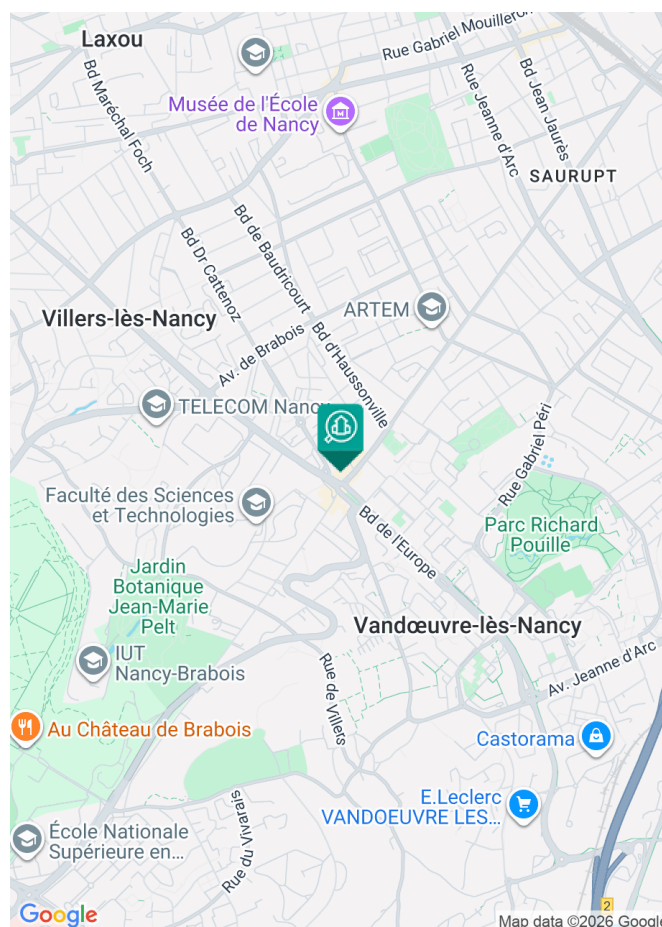 Laxou
Rue Gabriel Mouilleron
Bd Maréchal Foch
Musée de l'École
de Nancy
M
Rue Jeanne d'Arc
Bd Jean Jaurès
SAURUPT
Bd de Baudricourt
Bd Dr Cattenoz
ARTEM
Villers-lès-Nancy
Bd d'Haussonville
Av. de Brabois
TELECOM Nancy
Rue Gabriel Péri
Faculté des Sciences
et Technologies
Bd de l'Europe
Parc Richard
Pouille
Jardin
Botanique
Jean-Marie
Pelt
Vandœuvre-lès-Nancy
IUT
Nancy-Brabois
Rue de Villers
Av. Jeanne d'Arc
Au Château de Brabois
Castorama
E.Leclerc
VANDOEUVRE LES...
École Nationale
Supérieure en...
Rue du Vivarais
2
Google
Map data ©2026 Google